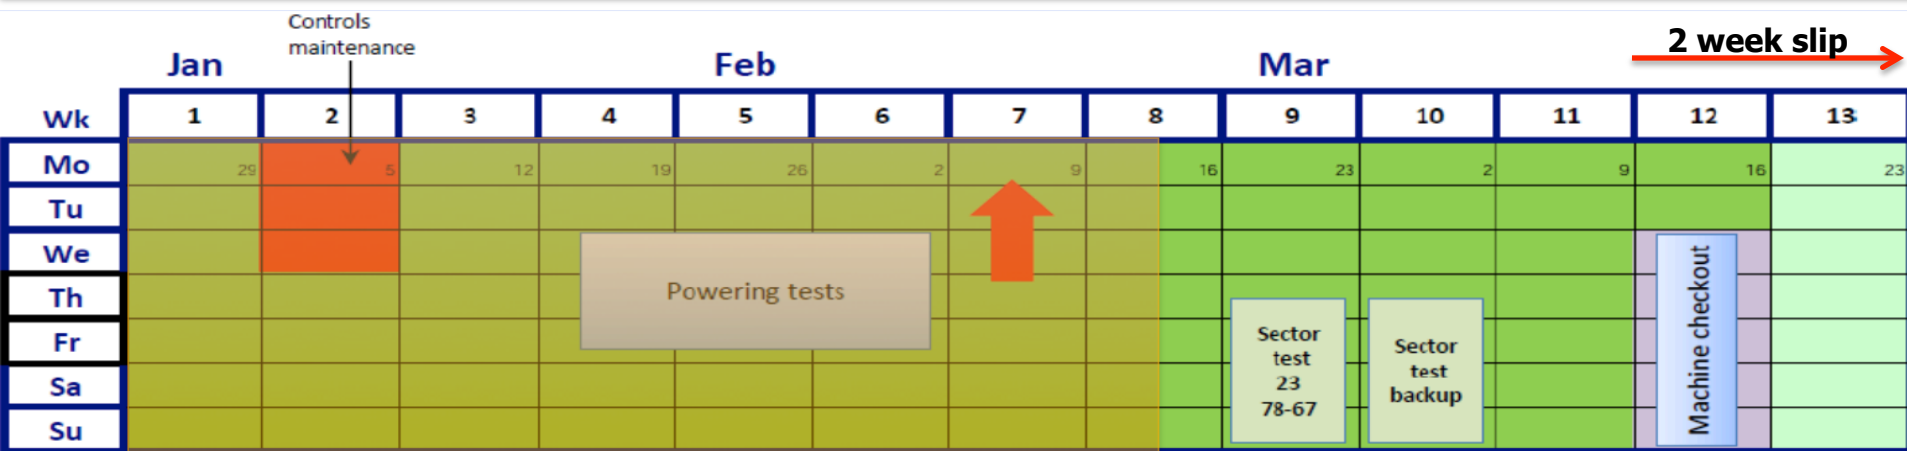 Controls
maintenance
2 week slip
Jan Feb Mar
Wk 1 2 3 4 5 6 7 8 9 10 11 12 13
Mo 29 5 12 19 26 2 9 16 23 2 9 16 23
Tu
We
Th
Fr
Sa
Su
Powering tests
Sector
test
23
78-67
Sector
test
backup
Machine checkout